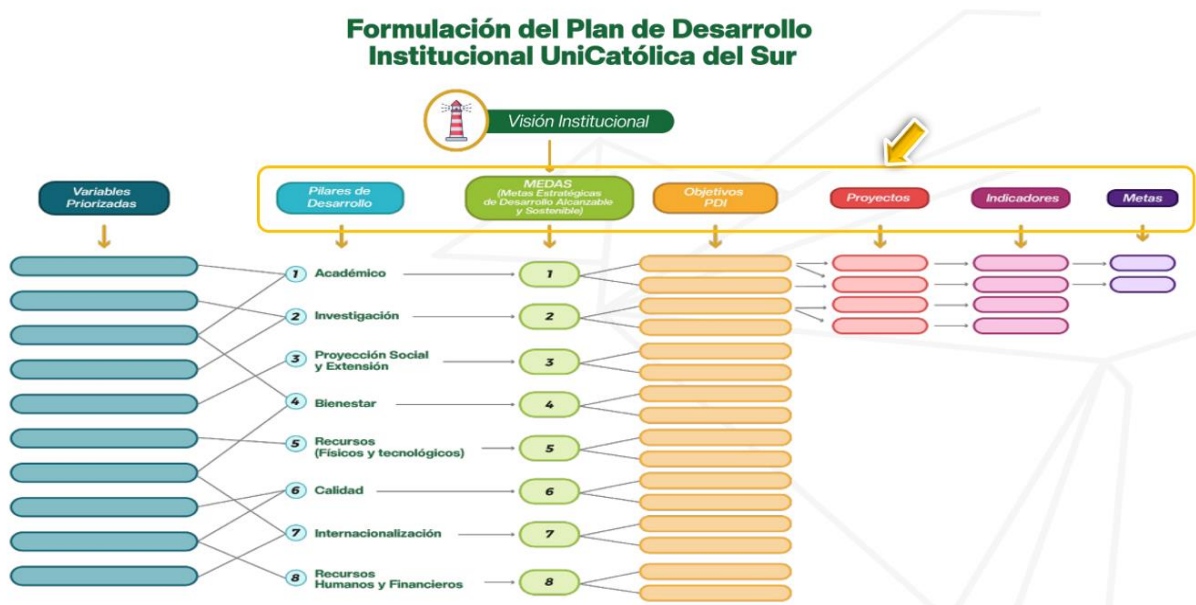 Formulación del Plan de Desarrollo
Institucional UniCatólica del Sur
Visión Institucional
Variables
Priorizadas
Pilares de
Desarrollo
MEDAS
(Metas Estratégicas
de Desarrollo Alcanzable
y Sostenible)
Objetivos
PDI
Proyectos
Indicadores
Metas
1 Académico
1
2 Investigación
2
3 Proyección Social
y Extensión
3
4 Bienestar
4
5 Recursos
(Físicos y tecnológicos)
5
6 Calidad
6
7 Internacionalización
7
8 Recursos
Humanos y Financieros
8